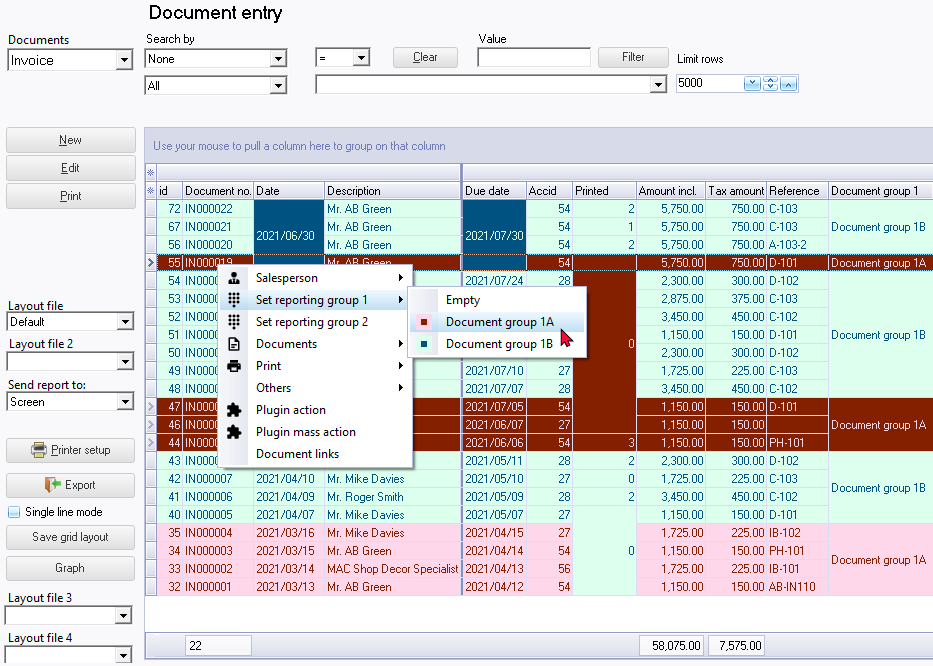 Document entry
Documents
Search by
Value
Invoice
None
=
Clear
Filter
Limit rows
All
5000
New
Edit
Print
Use your mouse to pull a column here to group on that column
id Document no. Date Description Due date Accid Printed Amount incl. Tax amount Reference Document group 1
72 IN000022 Mr. AB Green 54 2 5,750.00 750.00 C-103
67 IN000021 Mr. AB Green 54 1 5,750.00 750.00 C-103 Document group 1B
2021/06/30 2021/07/30
56 IN000020 Mr. AB Green 54 2 5,750.00 750.00 A-103-2
55 IN000019 Mr. AB Green 54 5,750.00 750.00 D-101 Document group 1A
54 IN0000 2021/07/24 28 2,300.00 300.00 D-102
53 IN0000 2,875.00 375.00 C-103
52 IN0000 3,450.00 450.00 C-102
51 IN0000 1,150.00 150.00 D-101 Document group 1B
50 IN0000 0 2,300.00 300.00 D-102
49 IN0000 2021/07/10 27 1,725.00 225.00 C-103
48 IN0000 2021/07/07 28 3,450.00 450.00 C-102
47 IN0000 2021/07/05 54 1,150.00 150.00 D-101
46 IN0000 2021/06/07 27 1,150.00 150.00 Document group 1A
44 IN0000 2021/06/06 54 3 1,150.00 150.00 PH-101
43 IN0000 2021/05/11 28 2 2,300.00 300.00 D-102
42 IN000007 2021/04/10 Mr. Mike Davies 2021/05/10 27 0 1,725.00 225.00 C-103
41 IN000006 2021/04/09 Mr. Roger Smith 2021/05/09 28 2 3,450.00 450.00 C-102 Document group 1B
40 IN000005 2021/04/07 Mr. Mike Davies 2021/05/07 27 1,150.00 150.00 D-101
35 IN000004 2021/03/16 Mr. Mike Davies 2021/04/15 27 1,725.00 225.00 IB-102
34 IN000003 2021/03/15 Mr. AB Green 2021/04/14 54 0 1,150.00 150.00 PH-101
33 IN000002 2021/03/14 MAC Shop Decor Specialist 2021/04/13 56 1,725.00 225.00 IB-101 Document group 1A
32 IN000001 2021/03/13 Mr. AB Green 2021/04/12 54 1,150.00 150.00 AB-IN110
22 58,075.00 7,575.00
Salesperson
Set reporting group 1
Set reporting group 2
Documents
Print
Others
Plugin action
Plugin mass action
Document links
Empty
Document group 1A
Document group 1B
Layout file
Default
Layout file 2
Send report to:
Screen
Printer setup
Export
Single line mode
Save grid layout
Graph
Layout file 3
Layout file 4